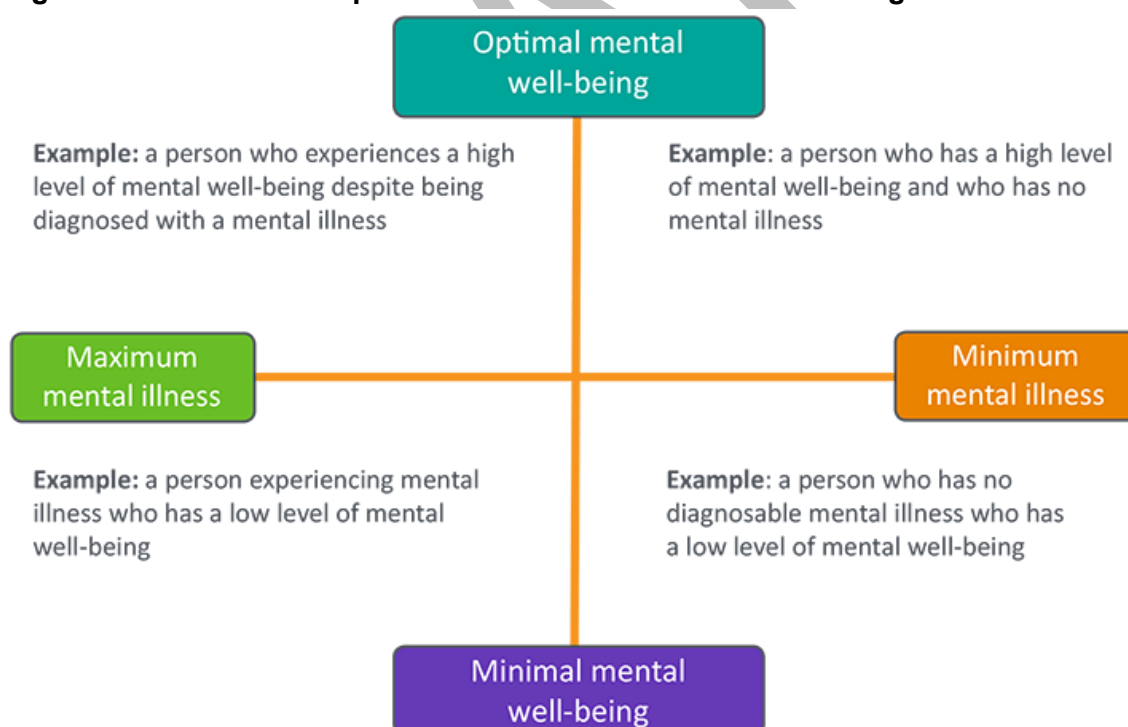 Optimal mental
well-being
Example: a person who experiences a high
level of mental well-being despite being
diagnosed with a mental illness
Example: a person who has a high level
of mental well-being and who has no
mental illness
Maximum
mental illness
Minimum
mental illness
Example: a person experiencing mental
illness who has a low level of mental
well-being
Example: a person who has no
diagnosable mental illness who has
a low level of mental well-being
Minimal mental
well-being